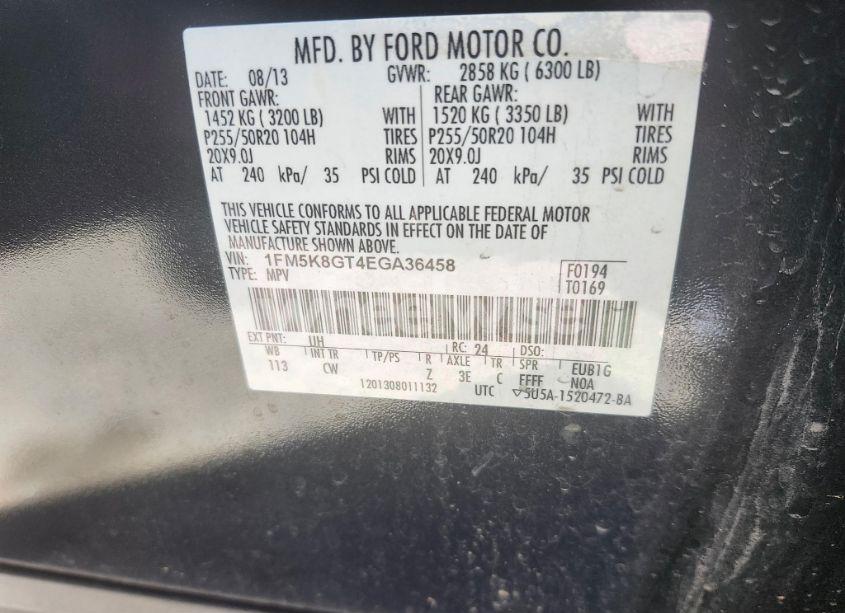 MFD. BY FORD MOTOR CO.
DATE: 08/13 GVWR: 2858 KG ( 6300 LB)
FRONT GAWR: REAR GAWR:
1452 KG ( 3200 LB) WITH 1520 KG ( 3350 LB) WITH
P255/50R20 104H TIRES P255/50R20 104H TIRES
20X9.0J RIMS 20X9.0J RIMS
AT 240 kPa/ 35 PSI COLD AT 240 kPa/ 35 PSI COLD
THIS VEHICLE CONFORMS TO ALL APPLICABLE FEDERAL MOTOR
VEHICLE SAFETY STANDARDS IN EFFECT ON THE DATE OF
MANUFACTURE SHOWN ABOVE.
VIN: 1FM5K8GT4EGA36458 F0194
TYPE: MPV T0169
EXT PNT: UH RC: 24 DSO:
WB INT TR TP/PS R AXLE TR SPR EUB1G
113 CW Z 3E C FFFF NOA
1201308011132 UTC ▽5U5A-1520472-BA